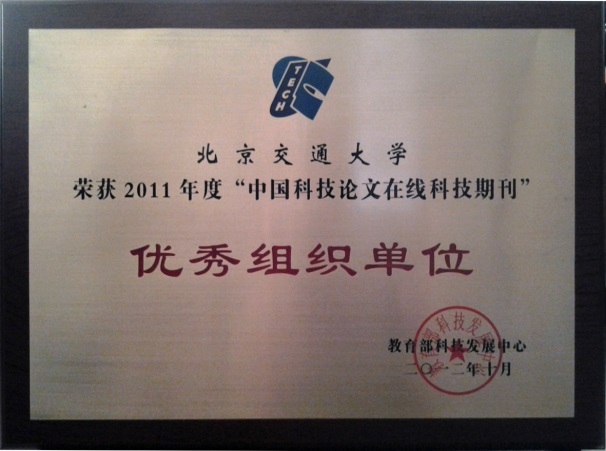 TECH
北京交通大学
荣获2011年度“中国科技论文在线科技期刊”
优秀组织单位
教育部科技发展中心
二〇一二年十月